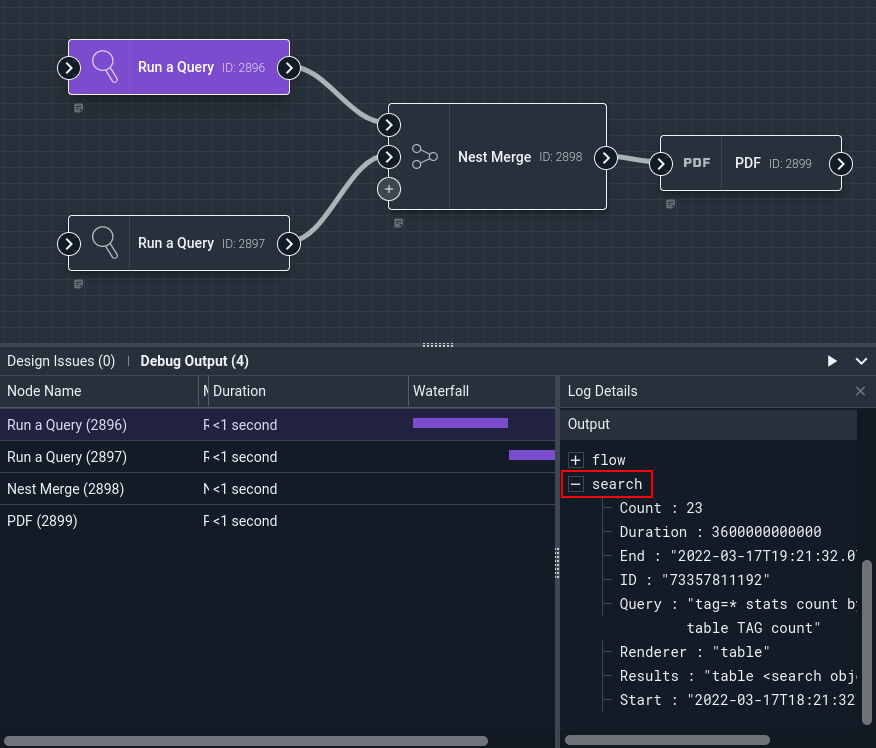 Run a Query ID: 2896
Nest Merge ID: 2898
PDF PDF ID: 2899
Run a Query ID: 2897
Design Issues (0) | Debug Output (4)
Node Name Duration Waterfall
Run a Query (2896) <1 second
Run a Query (2897) <1 second
Nest Merge (2898) <1 second
PDF (2899) <1 second
Log Details
Output
flow
search
Count : 23
Duration : 3600000000000
End : "2022-03-17T19:21:32.0
ID : "73357811192"
Query : "tag=* stats count by
table TAG count"
Renderer : "table"
Results : "table <search obj
Start : "2022-03-17T18:21:32